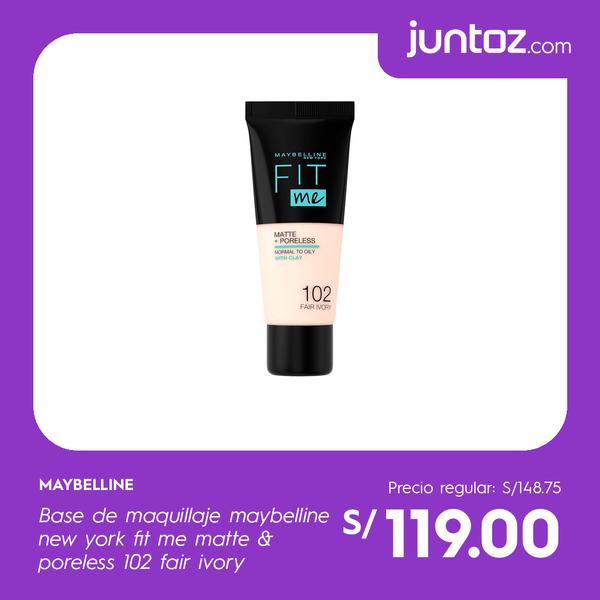 juntoz.com
MAYBELLINE
NEW YORK
FIT
me
MATTE
+ PORELESS
NORMAL TO OILY
WITH CLAY
102
FAIR IVORY
MAYBELLINE
Base de maquillaje maybelline
new york fit me matte &
poreless 102 fair ivory
Precio regular: S/148.75
S/119.00